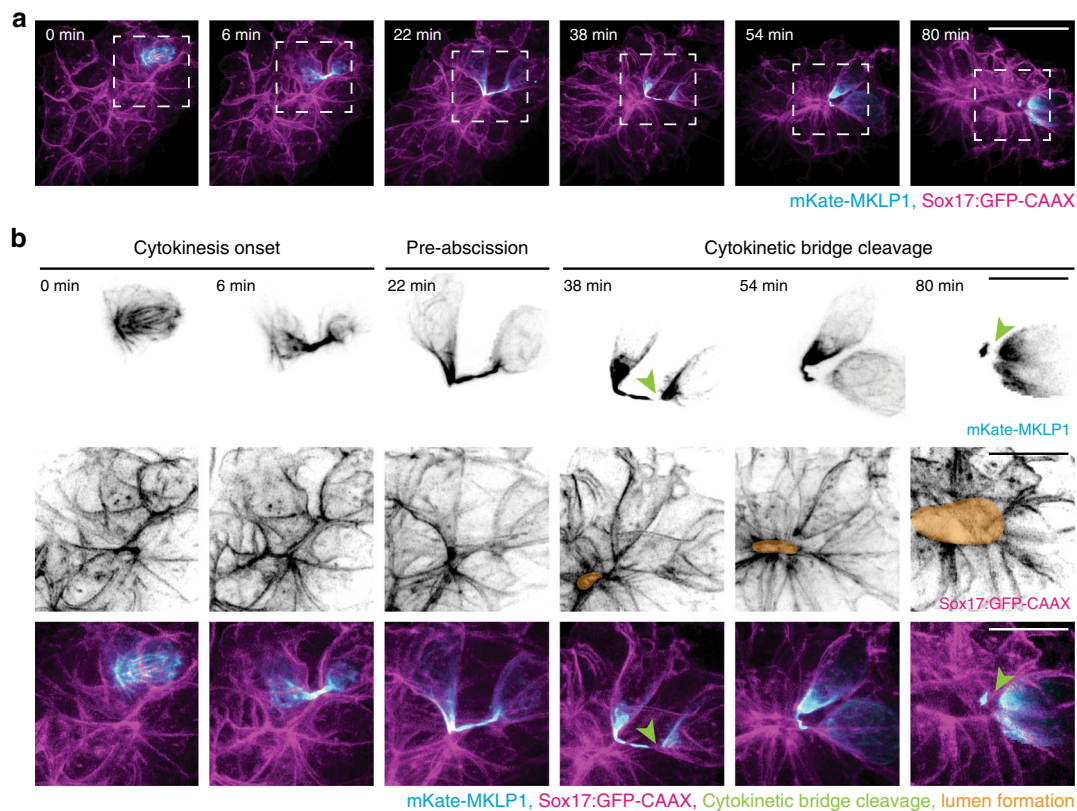 a
0 min 6 min 22 min 38 min 54 min 80 min
mKate-MKLP1, Sox17:GFP-CAAX
b
Cytokinesis onset Pre-abscission Cytokinetic bridge cleavage
0 min 6 min 22 min 38 min 54 min 80 min
mKate-MKLP1
Sox17:GFP-CAAX
mKate-MKLP1, Sox17:GFP-CAAX, Cytokinetic bridge cleavage, lumen formation